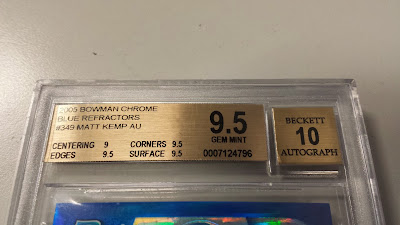 2005 BOWMAN CHROME
BLUE REFRACTORS
#349 MATT KEMP AU
9.5
GEM MINT
CENTERING 9 CORNERS 9.5
EDGES 9.5 SURFACE 9.5
0007124796
BECKETT
10
AUTOGRAPH